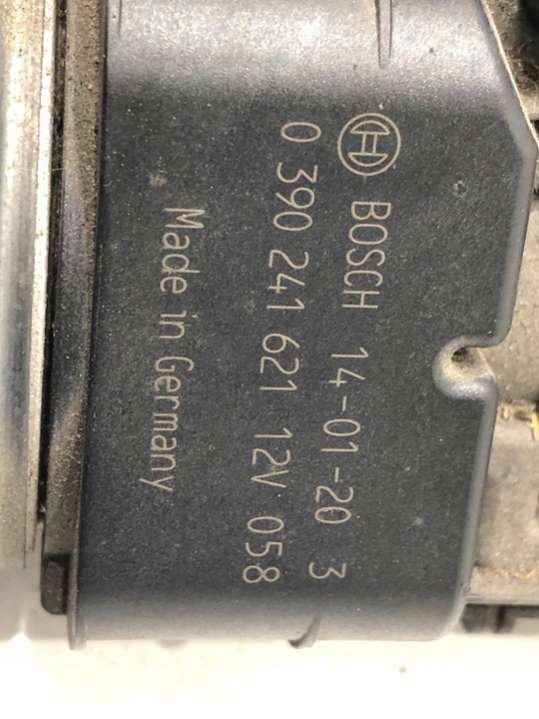 BOSCH 14-01-20 3
0 390 241 621 12V 058
Made in Germany